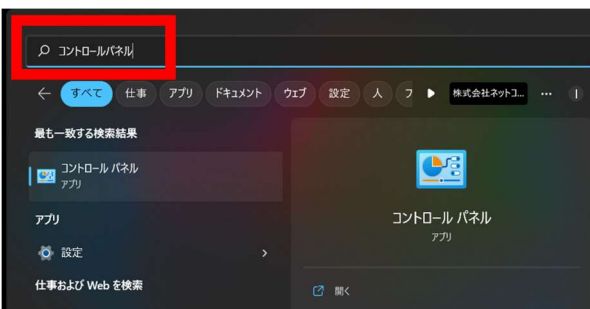 コントロールパネル
すべて 仕事 アプリ ドキュメント ウェブ 設定 人 フ 株式会社ネットコ... ... I
最も一致する検索結果
コントロール パネル
アプリ
アプリ
設定
仕事および Web を検索
コントロール パネル
アプリ
開く